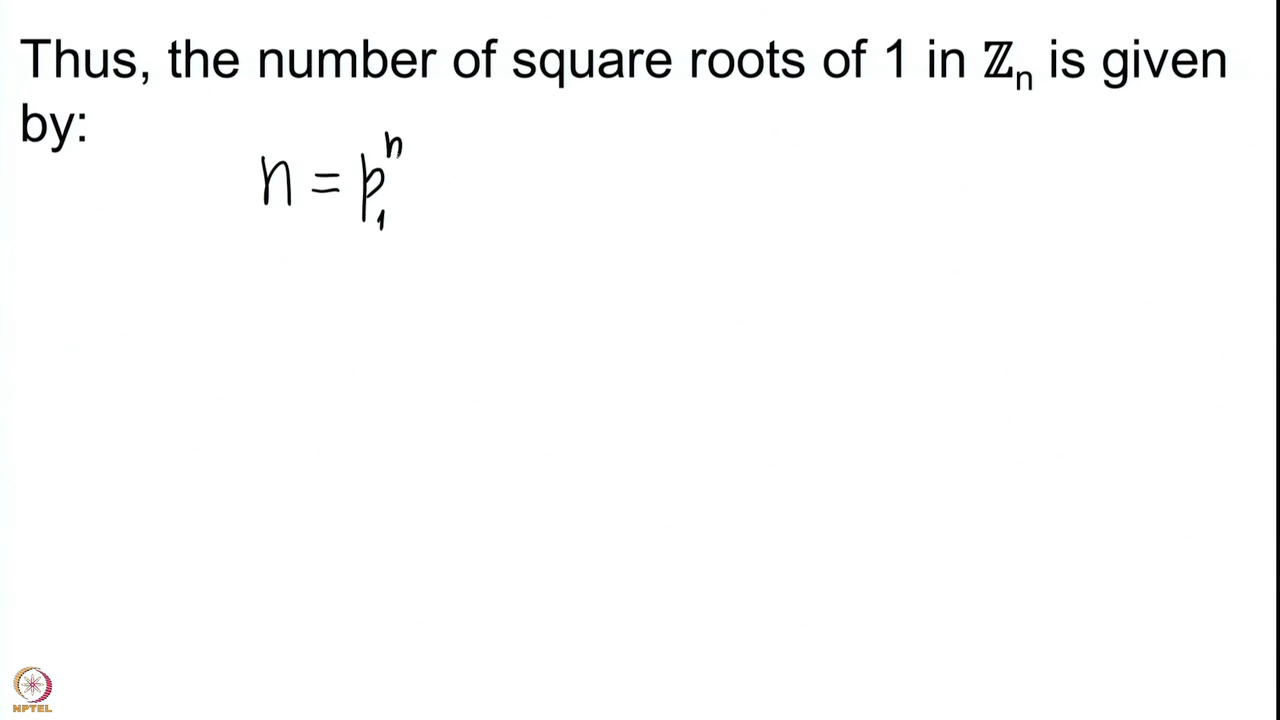 Thus, the number of square roots of 1 in ℤₙ is given
by:
n = p₁ⁿ
NPTEL